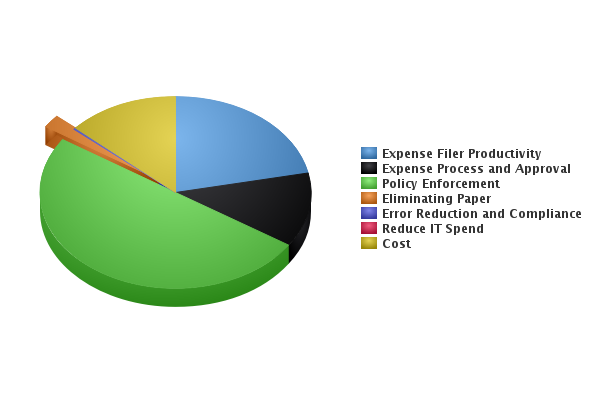 Expense Filer Productivity
Expense Process and Approval
Policy Enforcement
Eliminating Paper
Error Reduction and Compliance
Reduce IT Spend
Cost